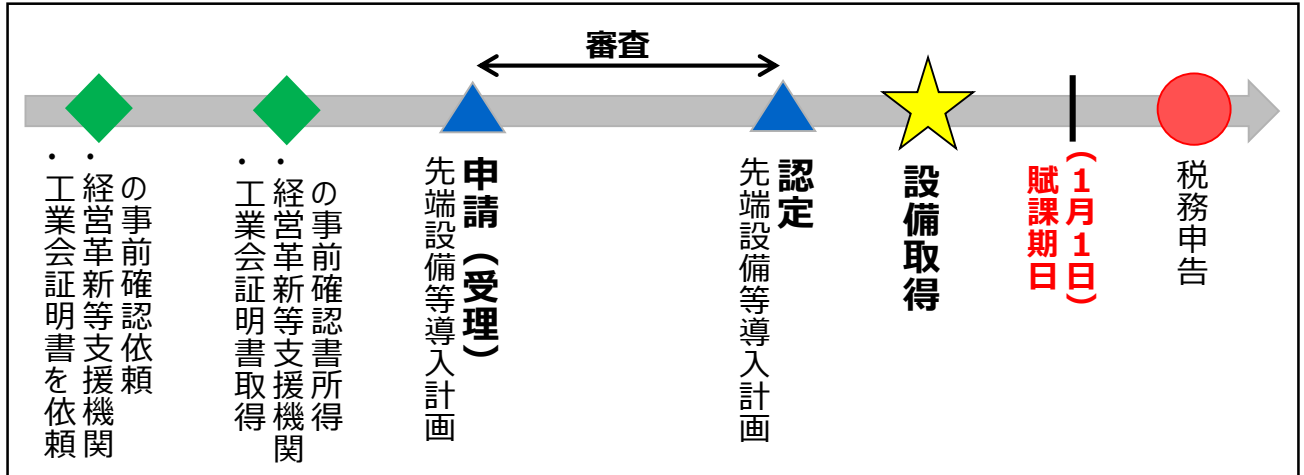 審査
・工業会証明書を依頼
・経営革新等支援機関
の事前確認依頼
・工業会証明書取得
・経営革新等支援機関
の事前確認書所得
先端設備等導入計画
申請（受理）
先端設備等導入計画
認定
設備取得
賦課期日
（1月1日）
税務申告